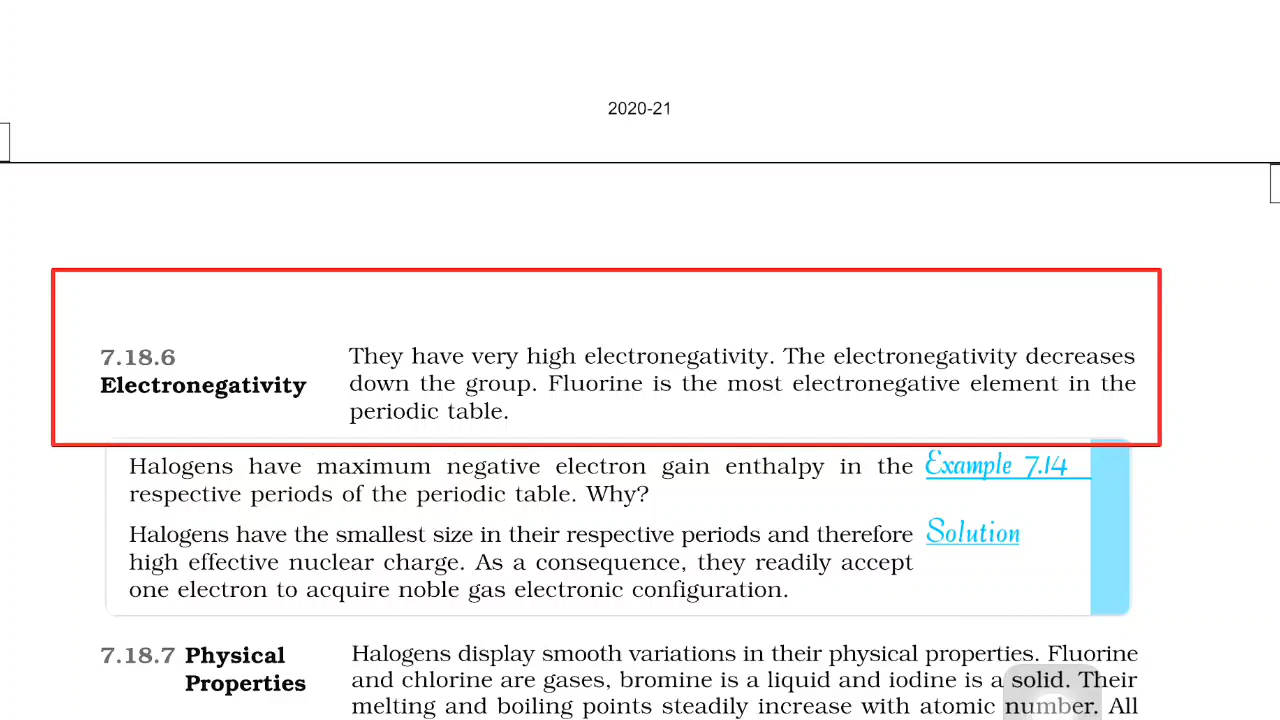 2020-21
7.18.6
Electronegativity
They have very high electronegativity. The electronegativity decreases
down the group. Fluorine is the most electronegative element in the
periodic table.
Halogens have maximum negative electron gain enthalpy in the
respective periods of the periodic table. Why?
Example 7.14
Halogens have the smallest size in their respective periods and therefore
high effective nuclear charge. As a consequence, they readily accept
one electron to acquire noble gas electronic configuration.
Solution
7.18.7 Physical
Properties
Halogens display smooth variations in their physical properties. Fluorine
and chlorine are gases, bromine is a liquid and iodine is a solid. Their
melting and boiling points steadily increase with atomic number. All